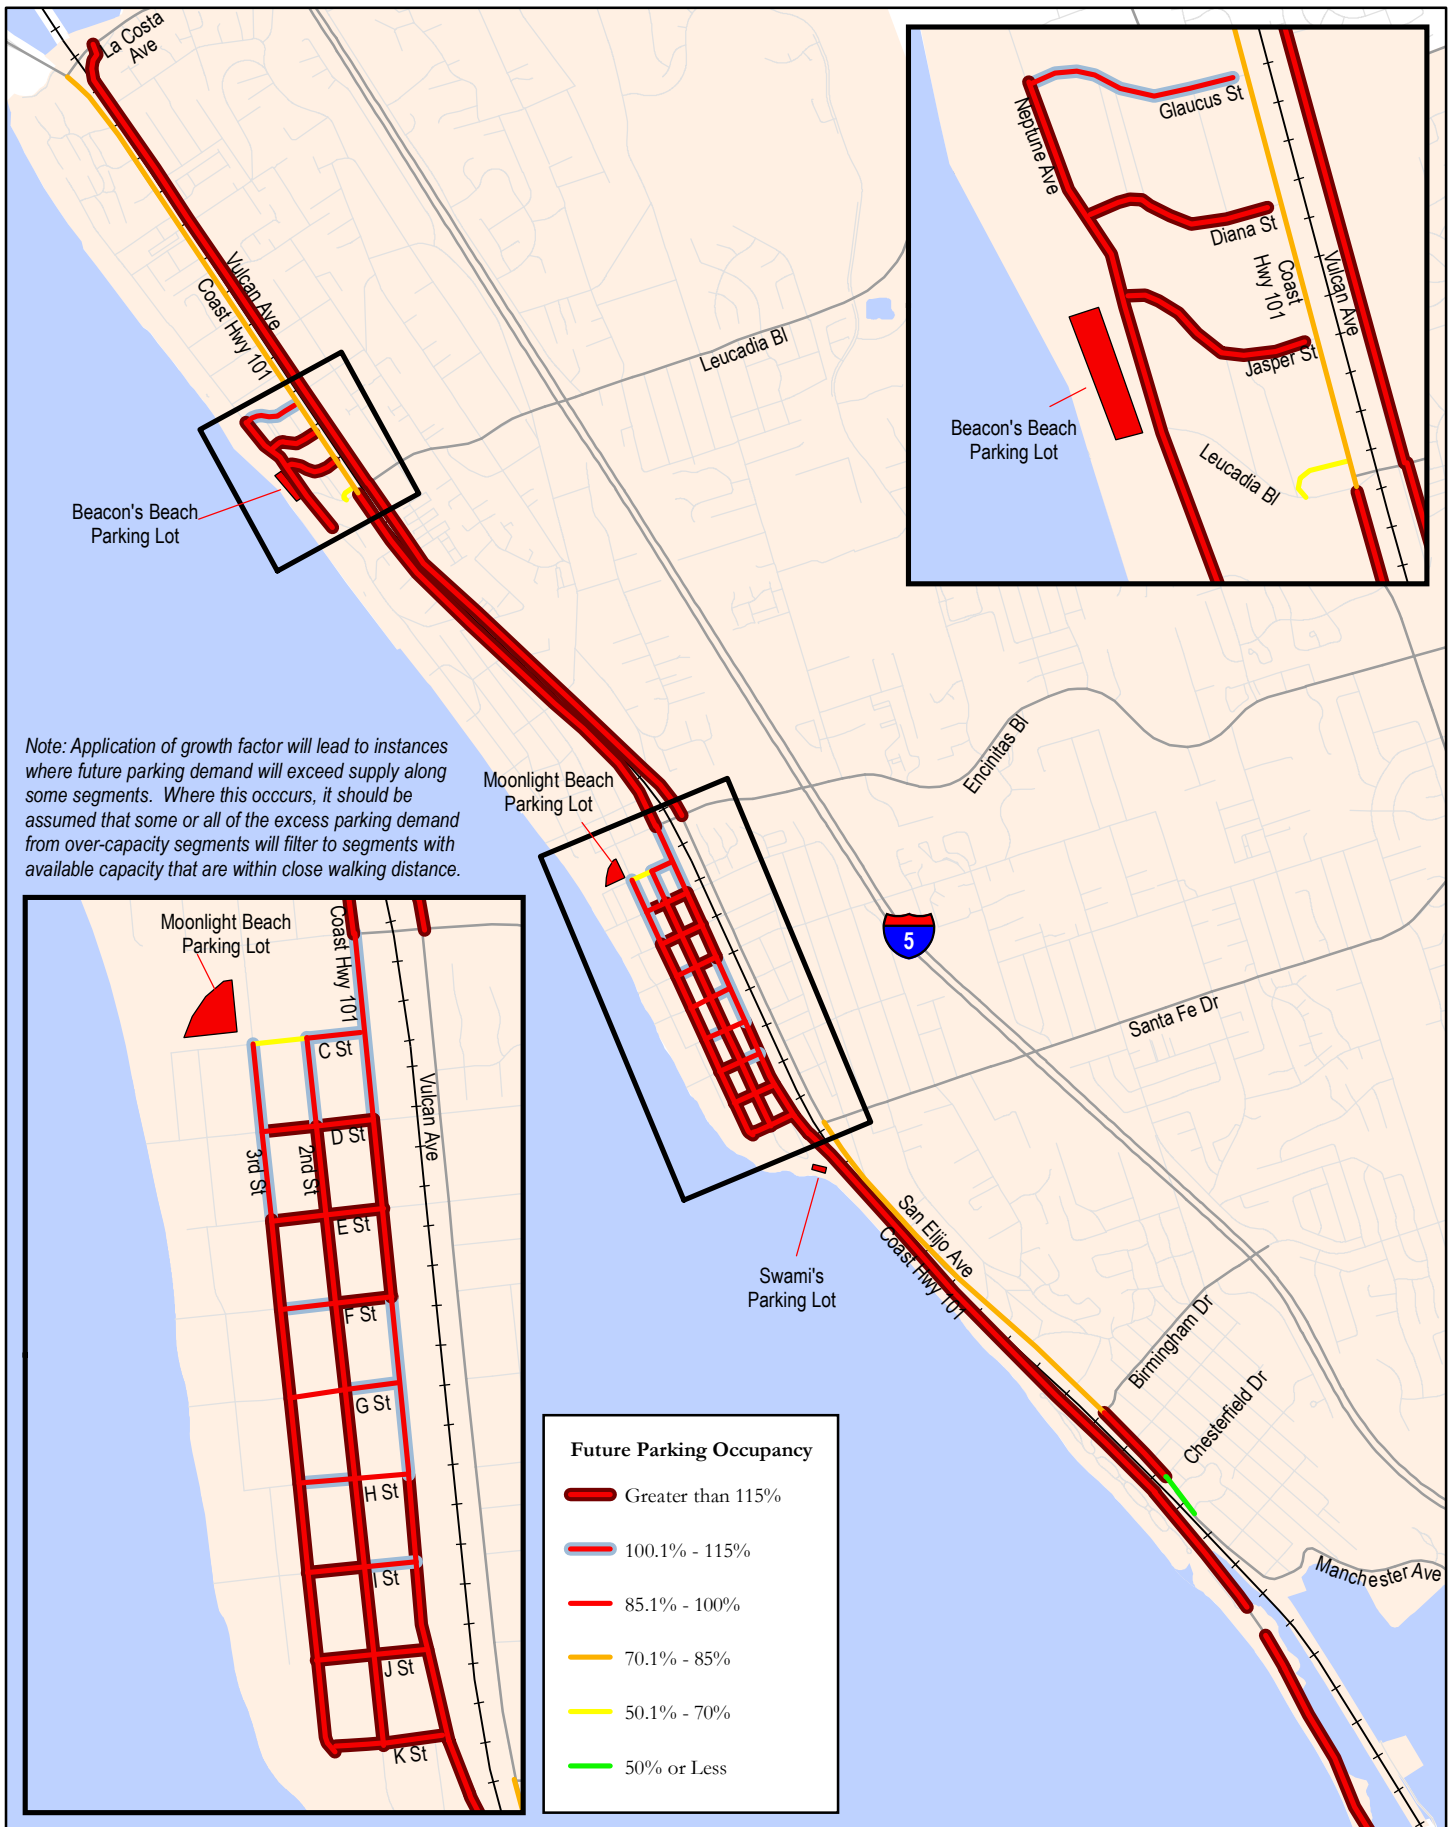 La Costa
Ave
Vulcan Ave
Coast Hwy 101
Leucadia Bl
Beacon's Beach
Parking Lot
Neptune Ave
Glaucus St
Diana St
Coast
Hwy 101
Vulcan Ave
Jasper St
Beacon's Beach
Parking Lot
Leucadia Bl
Encinitas Bl
Note: Application of growth factor will lead to instances
where future parking demand will exceed supply along
some segments.  Where this occcurs, it should be
assumed that some or all of the excess parking demand
from over-capacity segments will filter to segments with
available capacity that are within close walking distance.
Moonlight Beach
Parking Lot
5
Santa Fe Dr
San Elijo Ave
Coast Hwy 101
Swami's
Parking Lot
Birmingham Dr
Chesterfield Dr
Manchester Ave
Moonlight Beach
Parking Lot
Coast Hwy 101
C St
Vulcan Ave
D St
3rd St
2nd St
E St
F St
G St
H St
I St
J St
K St
Future Parking Occupancy
Greater than 115%
100.1% - 115%
85.1% - 100%
70.1% - 85%
50.1% - 70%
50% or Less